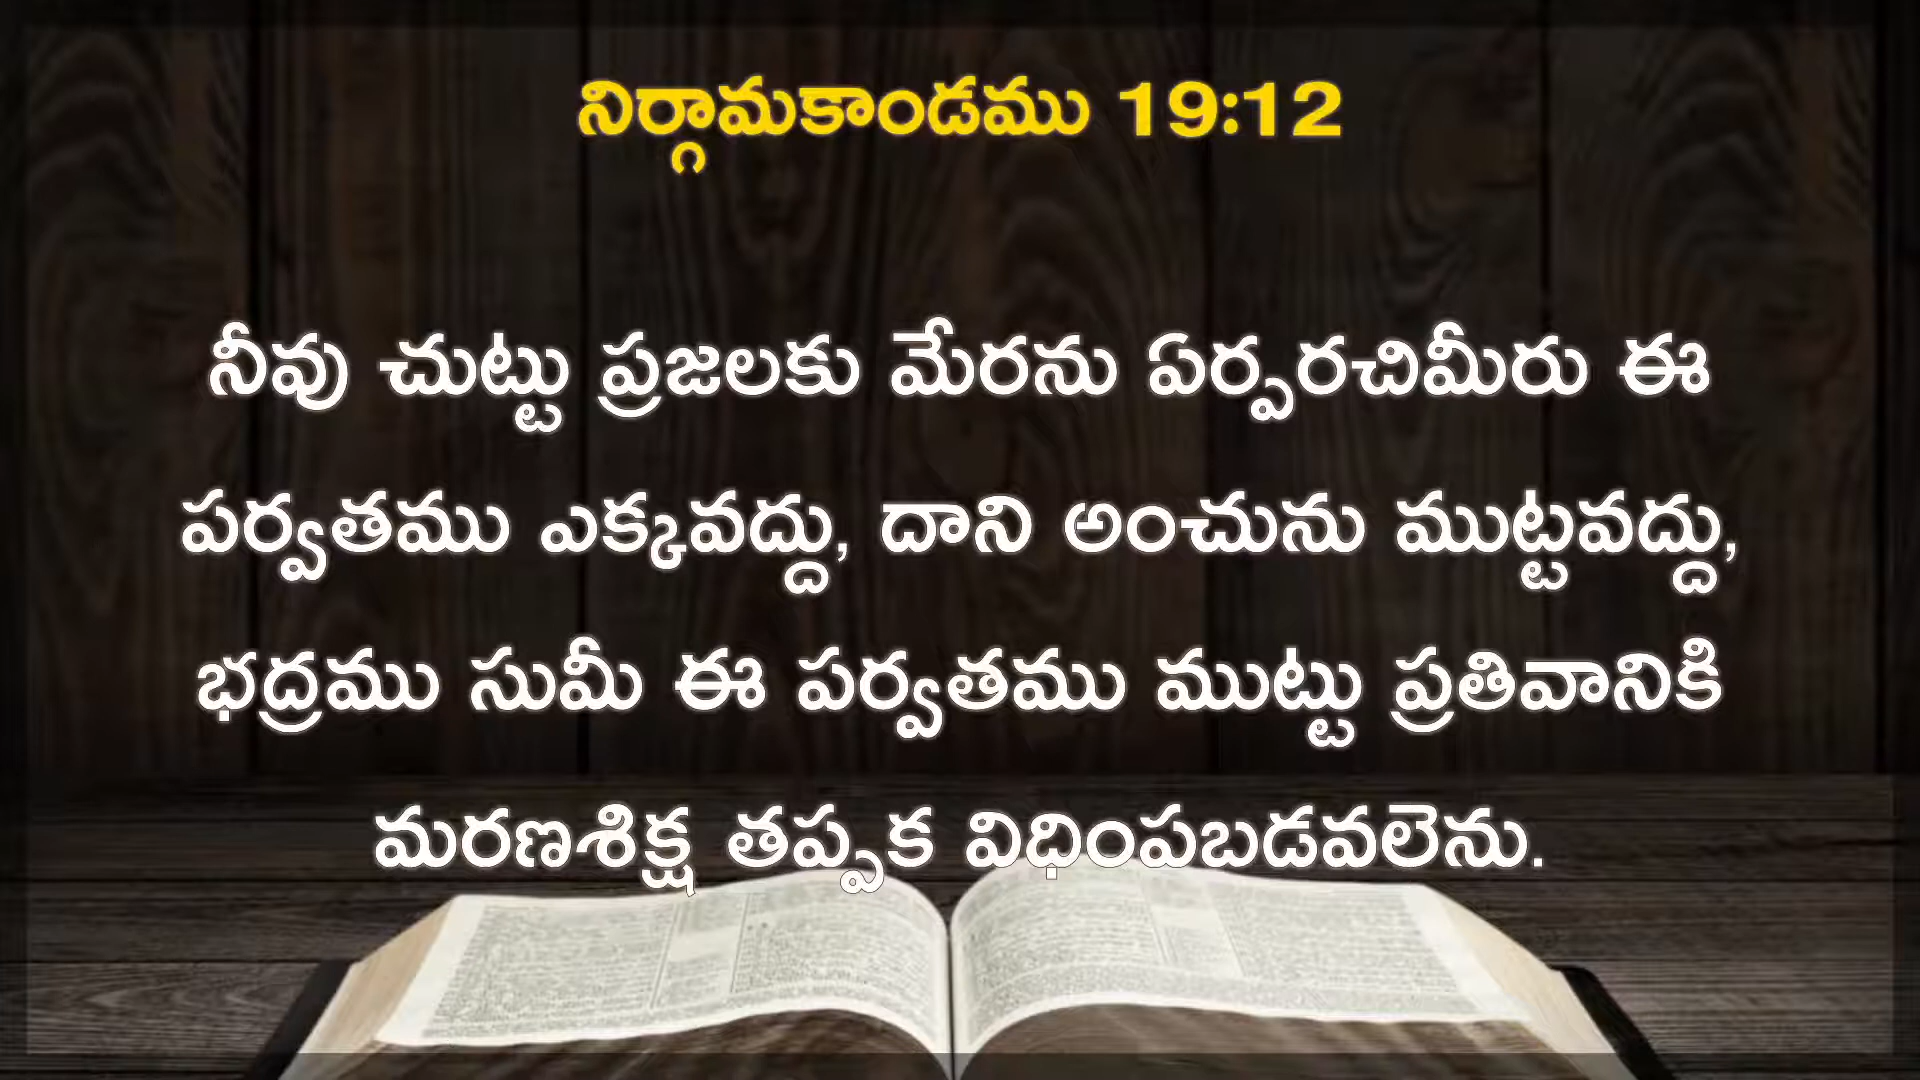 నిర్గామకాండము 19:12
నీవు చుట్టు ప్రజలకు మేరను ఏర్పరచిమీరు ఈ
పర్వతము ఎక్కవద్దు, దాని అంచును ముట్టవద్దు,
భద్రము సుమీ ఈ పర్వతము ముట్టు ప్రతివానికి
మరణశిక్ష తప్పక విధింపబడవలెను.